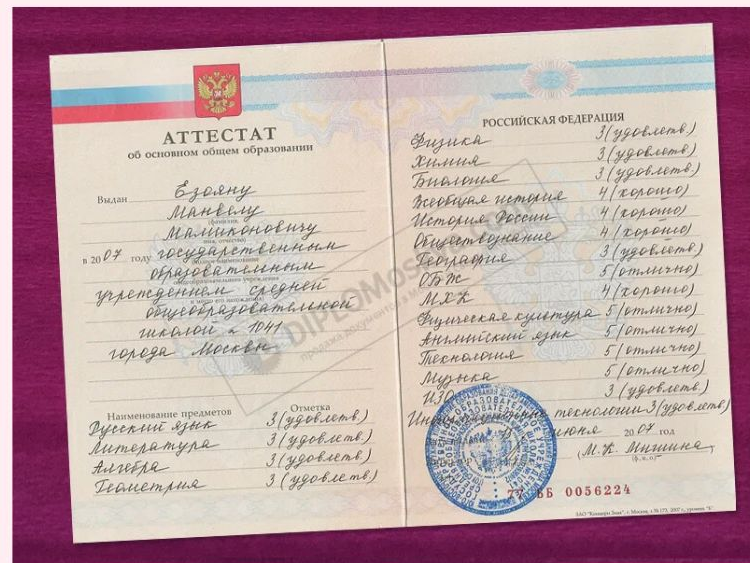 АТТЕСТАТ
об основном общем образовании
Выдан Езояну
(фамилия,
Манвелу
имя, отчество)
Мамиконовичу
в 2007 году государственным
образовательным
учреждением средней
общеобразовательной
школой № 1041
города Москвы
Наименование предметов Отметка
Русский язык 3 (удовлетв.)
Литература 3 (удовлетв.)
Алгебра 3 (удовлетв.)
Геометрия 3 (удовлетв.)
РОССИЙСКАЯ ФЕДЕРАЦИЯ
Физика 3 (удовлетв.)
Химия 3 (удовлетв.)
Биология 3 (удовлетв.)
Всеобщая история 4 (хорошо)
История России 4 (хорошо)
Обществознание 4 (хорошо)
География 3 (удовлетв.)
ОБЖ 5 (отлично)
МХК 4 (хорошо)
Физическая культура 5 (отлично)
Английский язык 5 (отлично)
Технология 5 (отлично)
Музыка 5 (отлично)
ИЗО 3 (удовлетв.)
технологии 3 (удовлетв.)
июня 2007 год
(М.К. Мишина)
(ф.и.о)
77 ББ 0056224